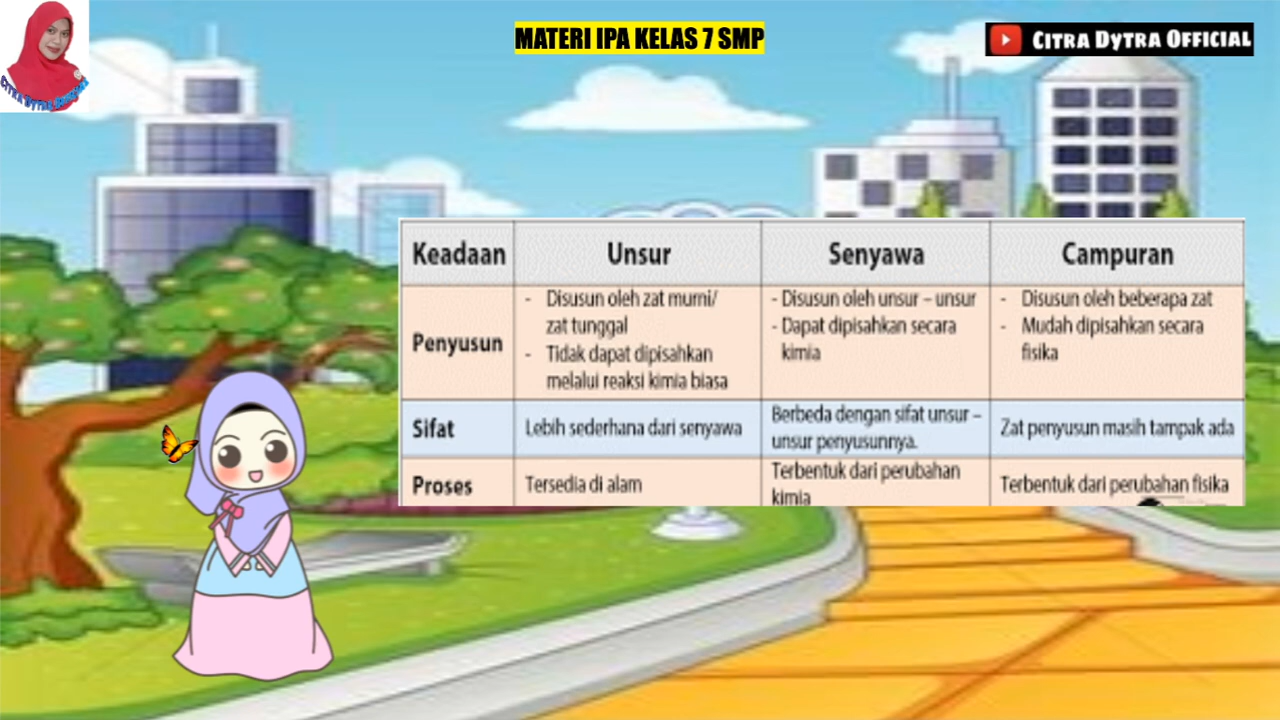 MATERI IPA KELAS 7 SMP
CITRA DYTRA OFFICIAL
Keadaan Unsur Senyawa Campuran
Penyusun
- Disusun oleh zat murni/
zat tunggal
- Tidak dapat dipisahkan
melalui reaksi kimia biasa
- Disusun oleh unsur – unsur
- Dapat dipisahkan secara
kimia
- Disusun oleh beberapa zat
- Mudah dipisahkan secara
fisika
Sifat
Lebih sederhana dari senyawa
Berbeda dengan sifat unsur –
unsur penyusunnya.
Zat penyusun masih tampak ada
Proses
Tersedia di alam
Terbentuk dari perubahan
kimia
Terbentuk dari perubahan fisika